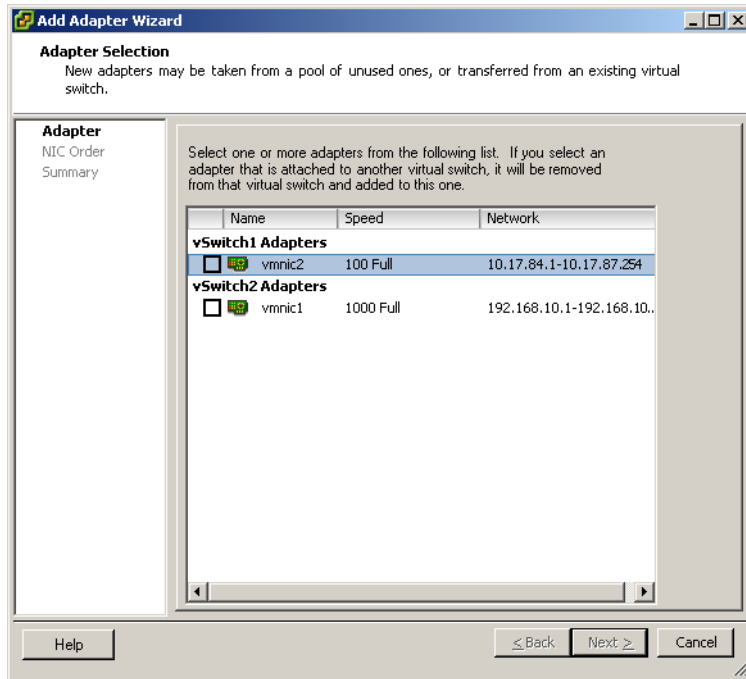 Add Adapter Wizard
Adapter Selection
New adapters may be taken from a pool of unused ones, or transferred from an existing virtual
switch.
Adapter
NIC Order
Summary
Select one or more adapters from the following list. If you select an
adapter that is attached to another virtual switch, it will be removed
from that virtual switch and added to this one.
Name Speed Network
vSwitch1 Adapters
vmnic2 100 Full 10.17.84.1-10.17.87.254
vSwitch2 Adapters
vmnic1 1000 Full 192.168.10.1-192.168.10..
Help < Back Next > Cancel